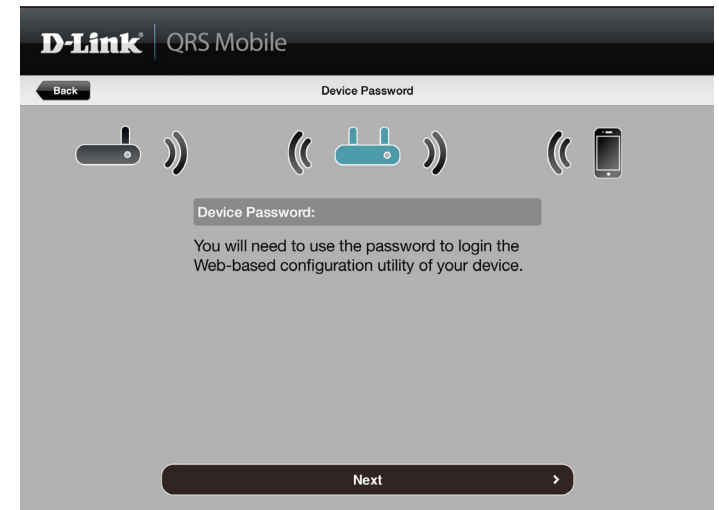 D-Link QRS Mobile
Back Device Password
Device Password:
You will need to use the password to login the
Web-based configuration utility of your device.
Next